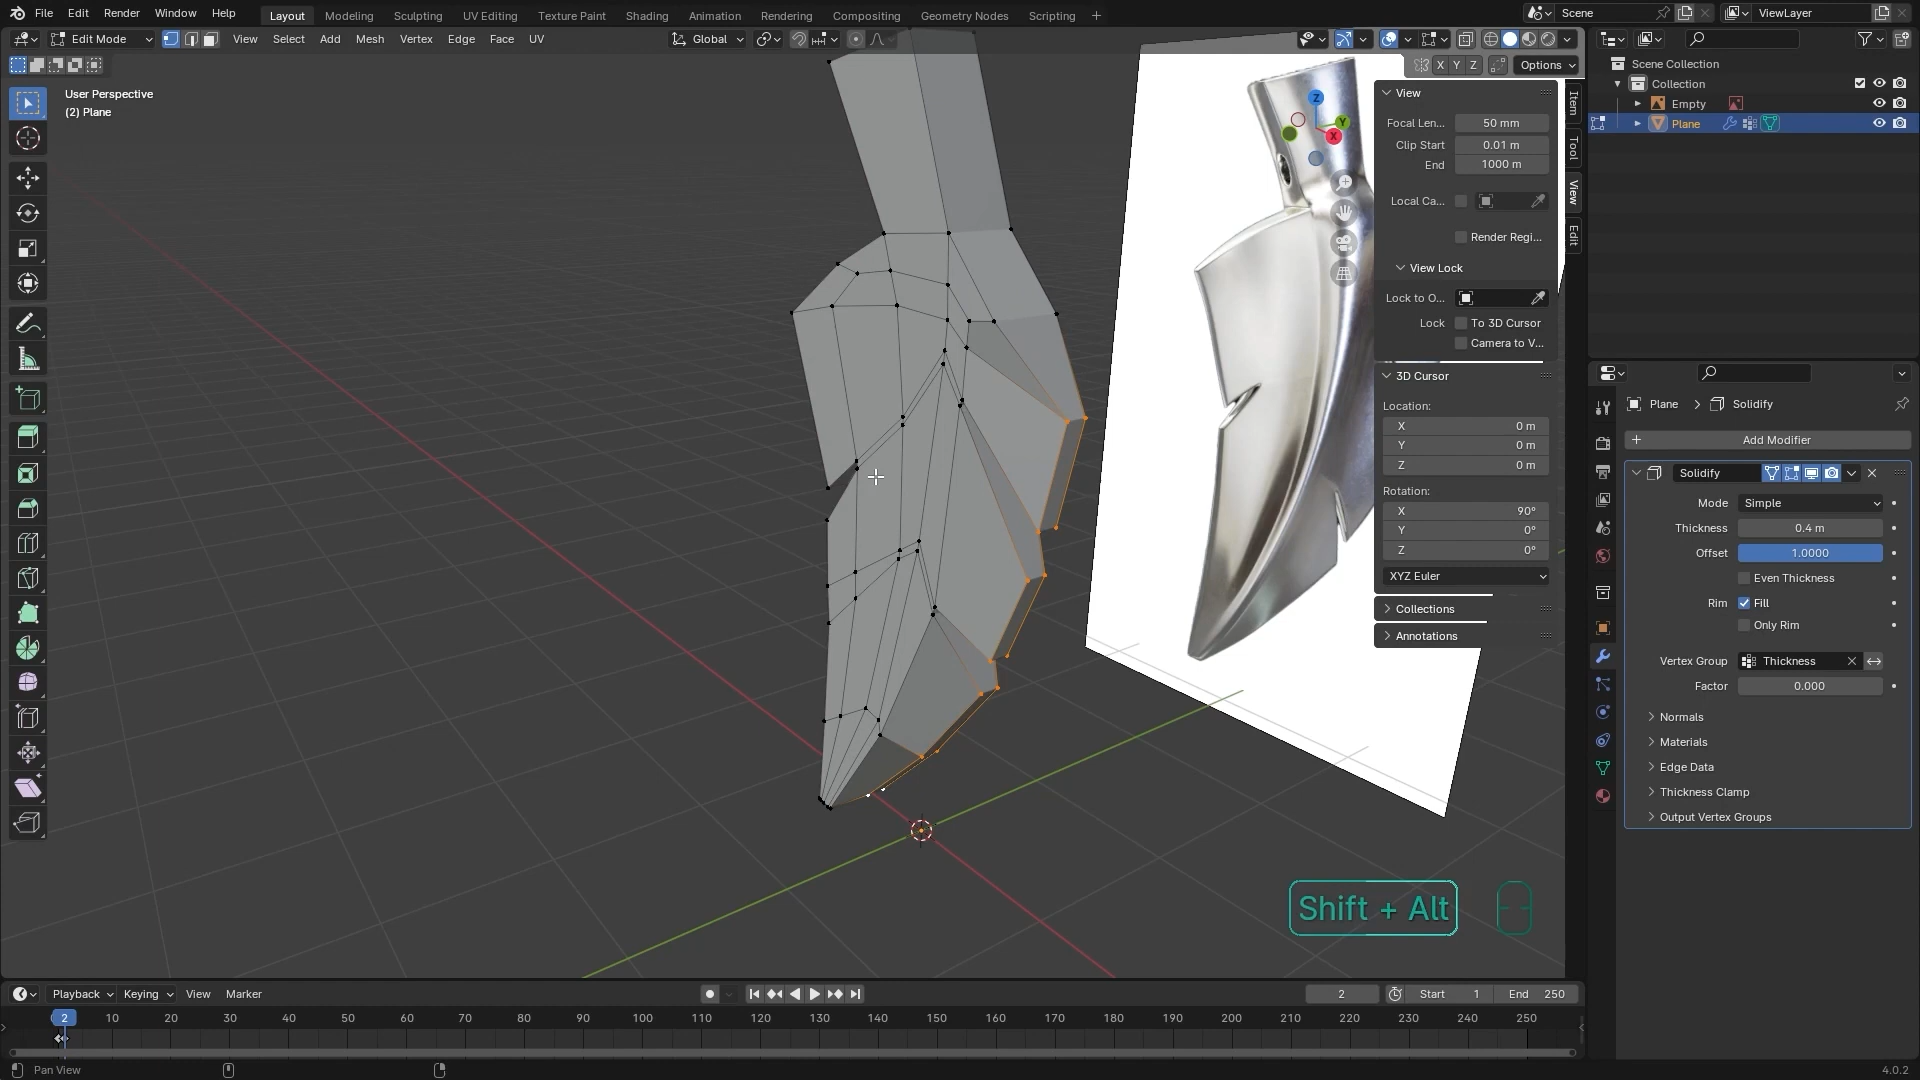 File Edit Render Window Help Layout Modeling Sculpting UV Editing Texture Paint Shading Animation Rendering Compositing Geometry Nodes Scripting + Scene ViewLayer
Edit Mode View Select Add Mesh Vertex Edge Face UV Global
X Y Z Options
User Perspective
(2) Plane
Scene Collection
Collection
Empty
Plane
View
Focal Len... 50 mm
Clip Start 0.01 m
End 1000 m
Local Ca...
Render Regi...
View Lock
Lock to O...
Lock To 3D Cursor
Camera to V...
3D Cursor
Location:
X 0 m
Y 0 m
Z 0 m
Rotation:
X 90°
Y 0°
Z 0°
XYZ Euler
Collections
Annotations
Item
Tool
View
Edit
Z
Y
X
Plane > Solidify
Add Modifier
Solidify
Mode Simple
Thickness 0.4 m
Offset 1.0000
Even Thickness
Rim Fill
Only Rim
Vertex Group Thickness
Factor 0.000
Normals
Materials
Edge Data
Thickness Clamp
Output Vertex Groups
Shift + Alt
Playback Keying View Marker 2 Start 1 End 250
2 10 20 30 40 50 60 70 80 90 100 110 120 130 140 150 160 170 180 190 200 210 220 230 240 250
Pan View 4.0.2